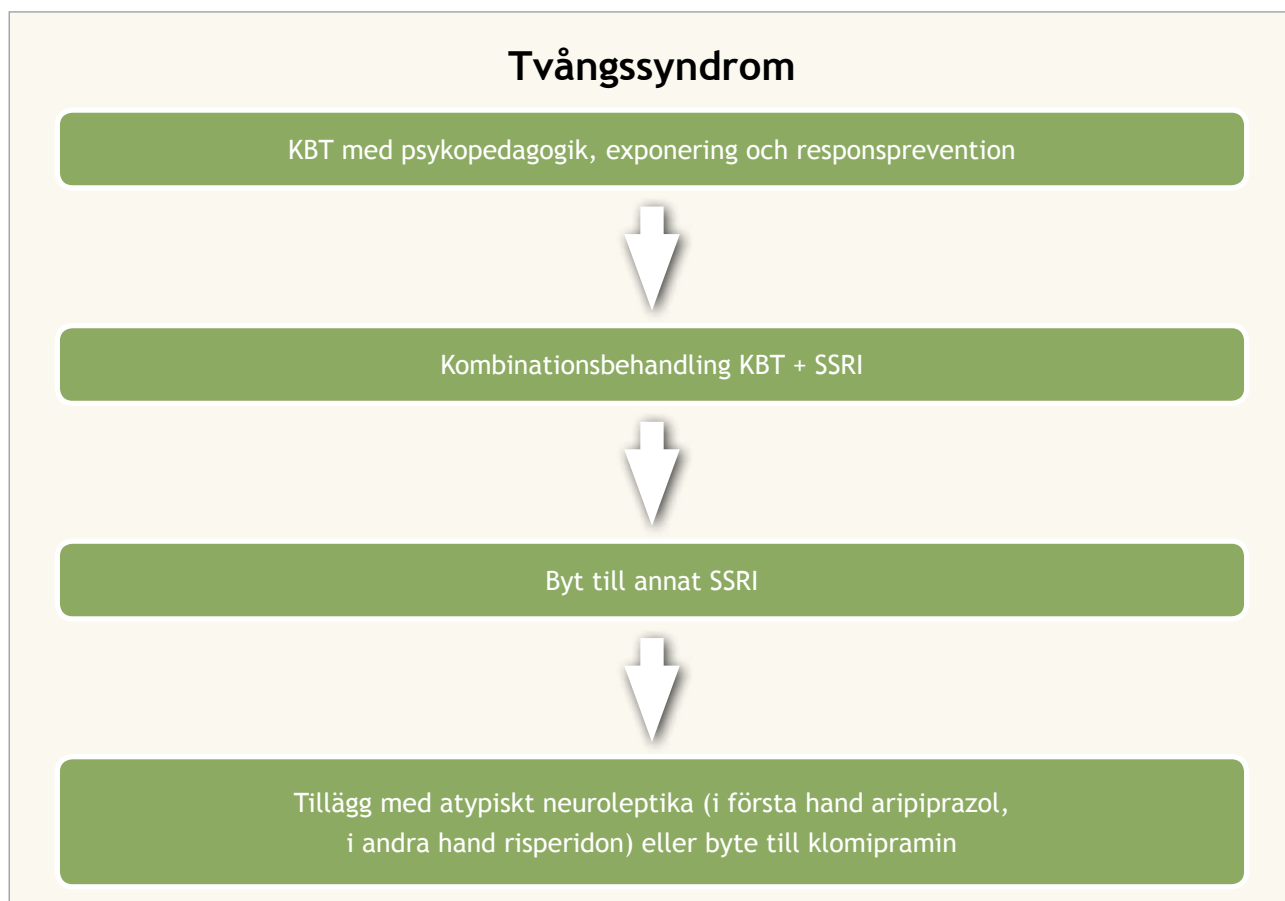 Tvångssyndrom
KBT med psykopedagogik, exponering och responsprevention
Kombinationsbehandling KBT + SSRI
Byt till annat SSRI
Tillägg med atypiskt neuroleptika (i första hand aripiprazol,
i andra hand risperidon) eller byte till klomipramin